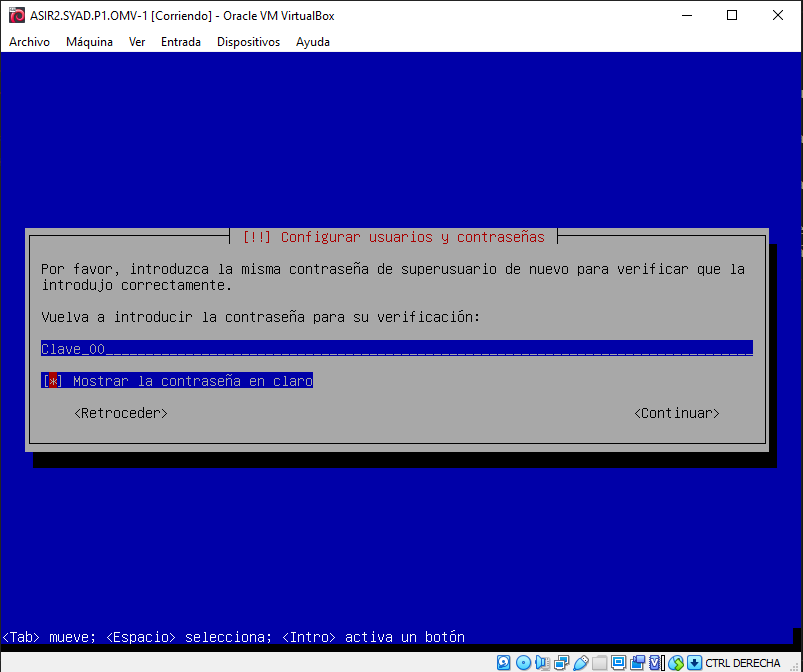 ASIR2.SYAD.P1.OMV-1 [Corriendo] - Oracle VM VirtualBox
Archivo Máquina Ver Entrada Dispositivos Ayuda
[!!] Configurar usuarios y contraseñas
Por favor, introduzca la misma contraseña de superusuario de nuevo para verificar que la
introdujo correctamente.
Vuelva a introducir la contraseña para su verificación:
Clave_00
[*] Mostrar la contraseña en claro
<Retroceder> <Continuar>
<Tab> mueve; <Espacio> selecciona; <Intro> activa un botón
CTRL DERECHA